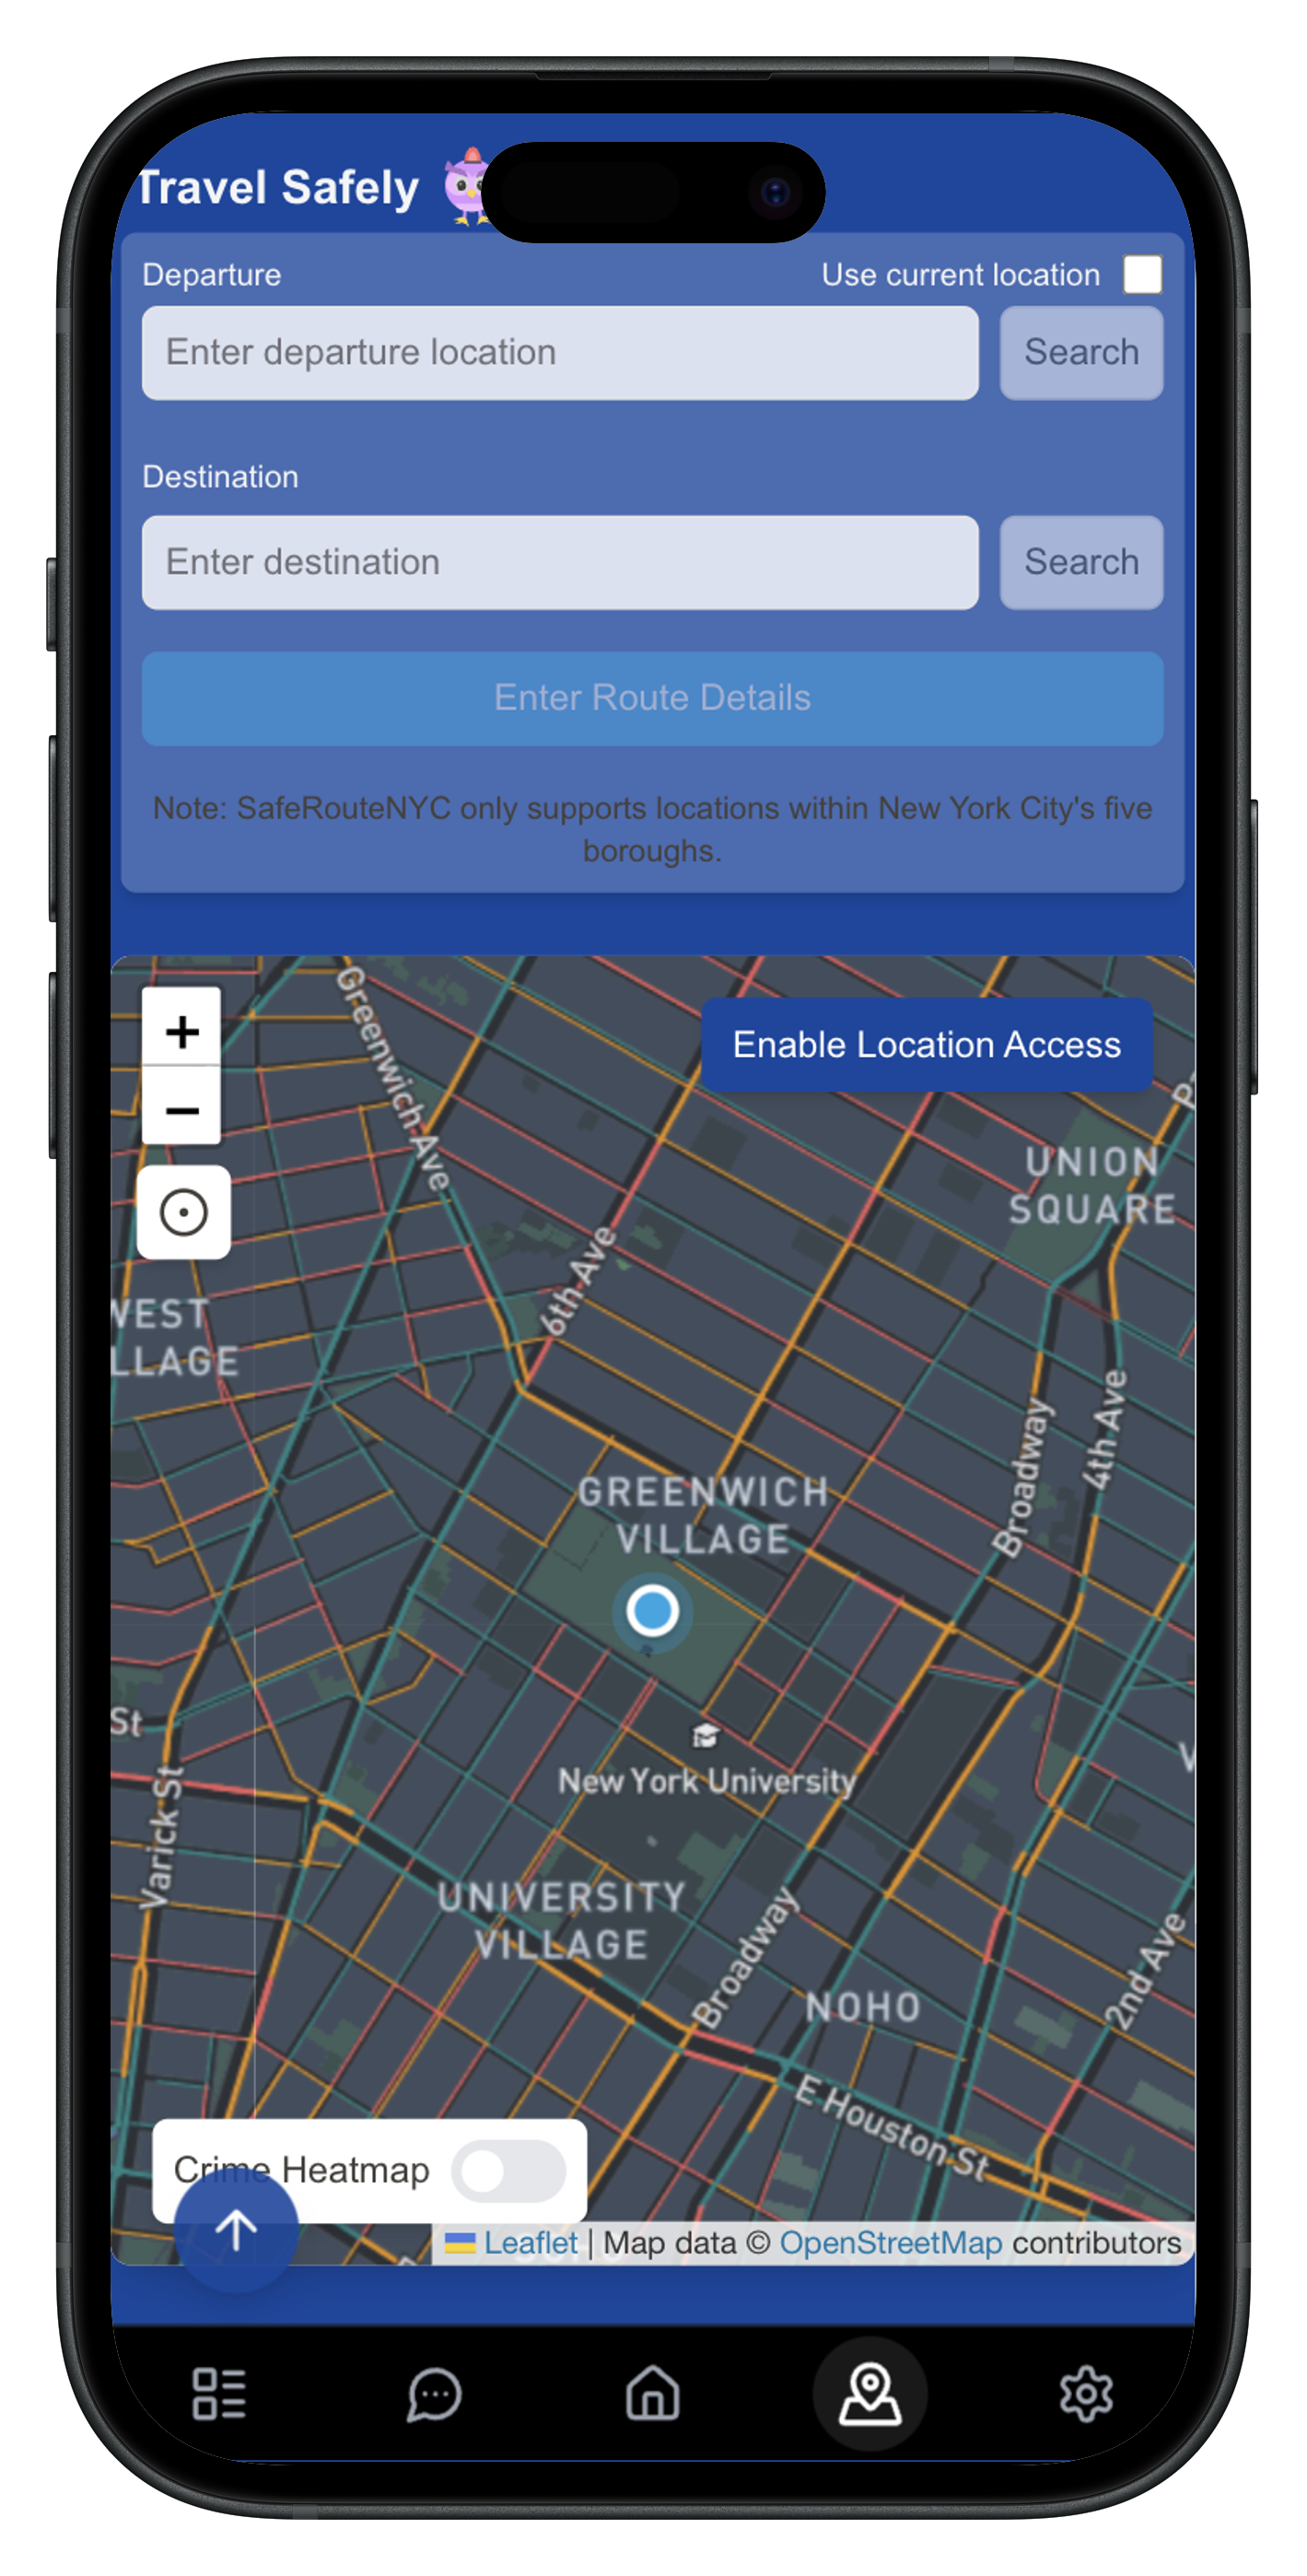 Travel Safely
Departure
Use current location
Enter departure location
Search
Destination
Enter destination
Search
Enter Route Details
Note: SafeRouteNYC only supports locations within New York City's five
boroughs.
+
−
Enable Location Access
Greenwich Ave
UNION
SQUARE
6th Ave
WEST
LLAGE
Broadway
4th Ave
GREENWICH
VILLAGE
St
New York University
Varick St
UNIVERSITY
VILLAGE
Broadway
NOHO
2nd Ave
E Houston St
Crime Heatmap
Leaflet | Map data © OpenStreetMap contributors